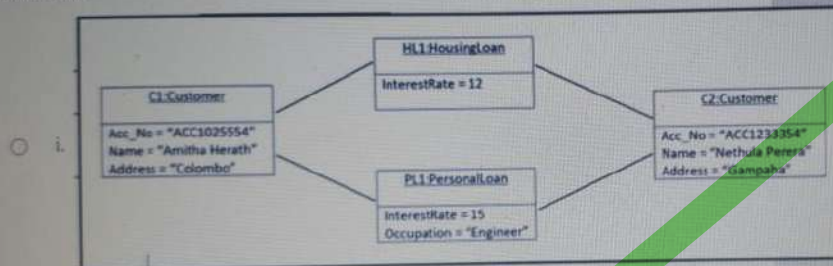 i.
HL1:HousingLoan
InterestRate = 12
C1:Customer
Acc_No = "ACC1025554"
Name = "Amitha Herath"
Address = "Colombo"
C2:Customer
Acc_No = "ACC1233354"
Name = "Nethula Perera"
Address = "Gampaha"
PL1:PersonalLoan
InterestRate = 15
Occupation = "Engineer"